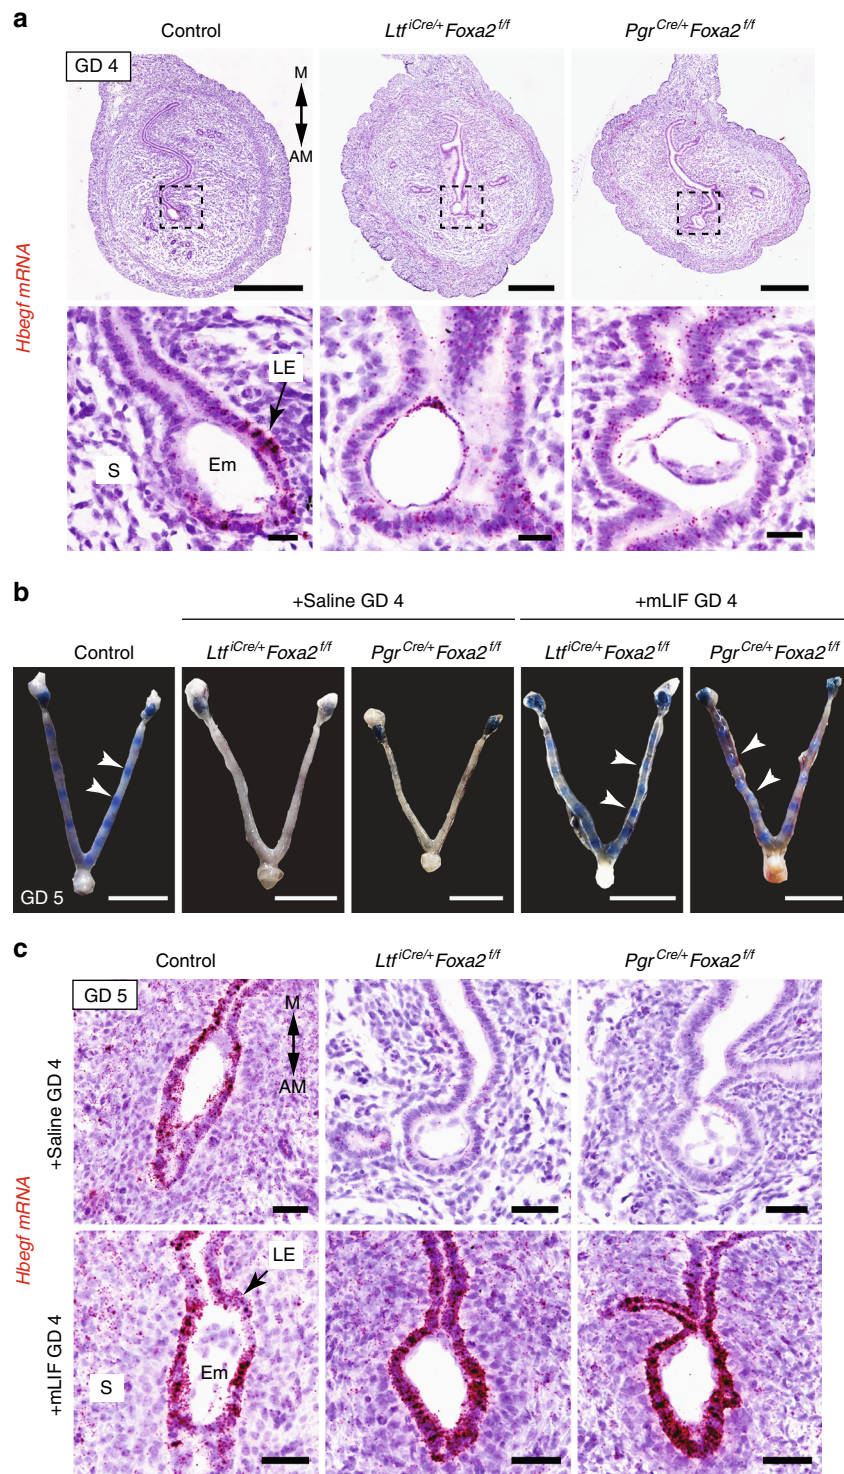 a
Control
Ltf iCre/+ Foxa2 f/f
Pgr Cre/+ Foxa2 f/f
GD 4
M
AM
Hbegf mRNA
LE
Em
S
b
+Saline GD 4
+mLIF GD 4
Control
Ltf iCre/+ Foxa2 f/f
Pgr Cre/+ Foxa2 f/f
Ltf iCre/+ Foxa2 f/f
Pgr Cre/+ Foxa2 f/f
GD 5
c
Control
Ltf iCre/+ Foxa2 f/f
Pgr Cre/+ Foxa2 f/f
GD 5
M
AM
+Saline GD 4
Hbegf mRNA
+mLIF GD 4
LE
Em
S